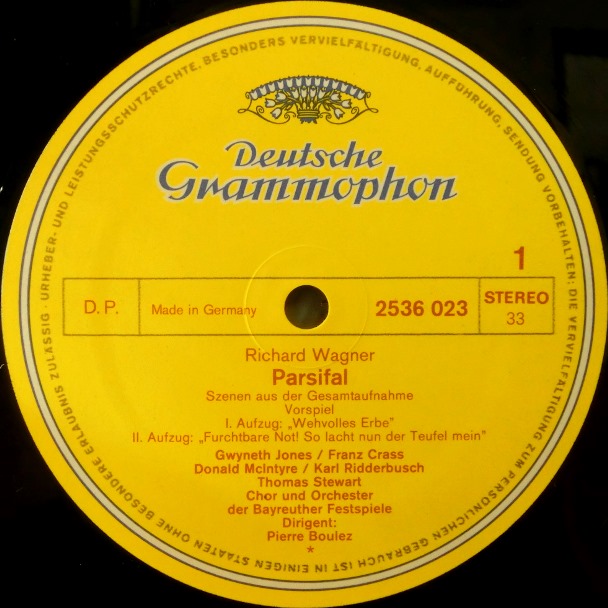 URHEBER- UND LEISTUNGSSCHUTZRECHTE, BESONDERS VERVIELFÄLTIGUNG, AUFFÜHRUNG, SENDUNG VORBEHALTEN; DIE VERVIELFÄLTIGUNG ZUM PERSÖNLICHEN GEBRAUCH IST IN EINIGEN STAATEN OHNE BESONDERE ERLAUBNIS ZULÄSSIG ·
Deutsche
Grammophon
1
D. P.
Made in Germany
2536 023
STEREO
33
Richard Wagner
Parsifal
Szenen aus der Gesamtaufnahme
Vorspiel
I. Aufzug: „Wehvolles Erbe”
II. Aufzug: „Furchtbare Not! So lacht nun der Teufel mein”
Gwyneth Jones / Franz Crass
Donald McIntyre / Karl Ridderbusch
Thomas Stewart
Chor und Orchester
der Bayreuther Festspiele
Dirigent:
Pierre Boulez
*